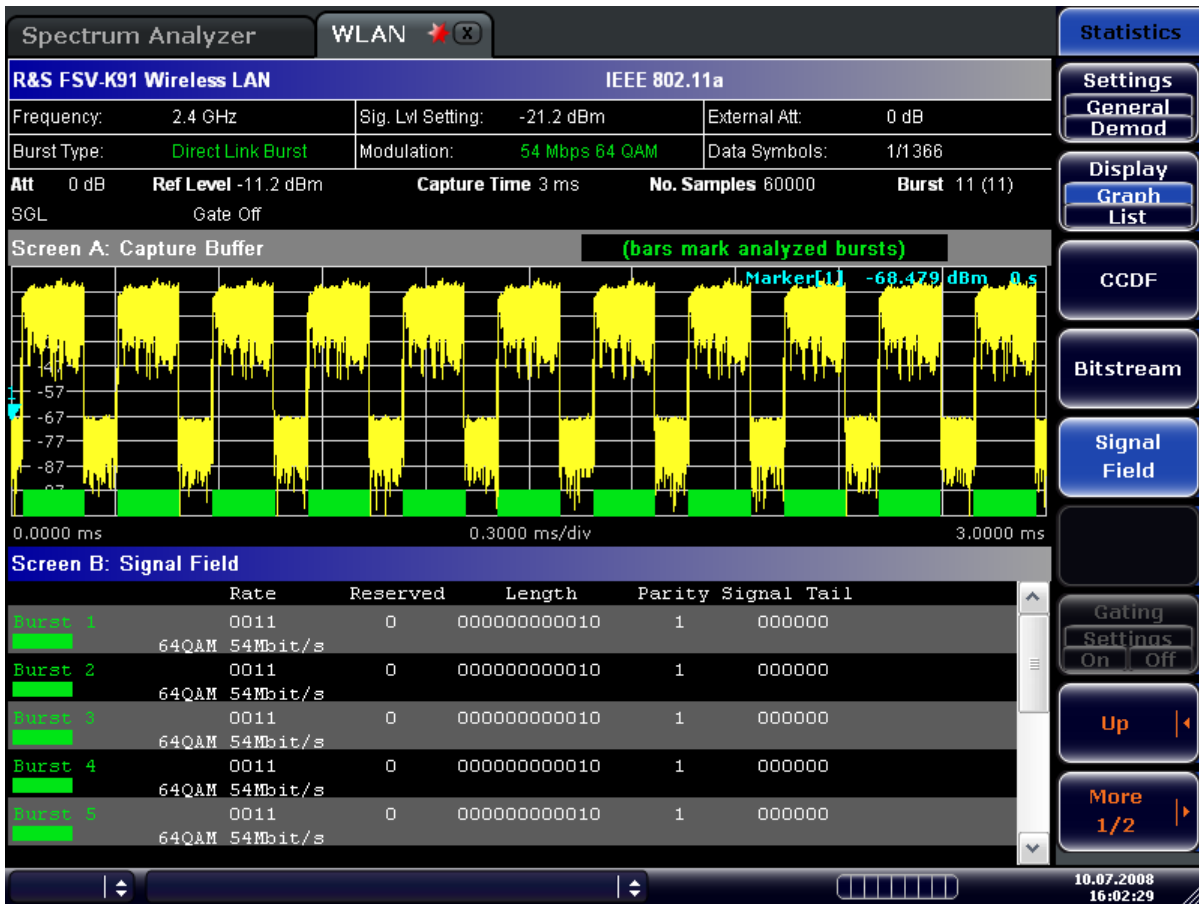 Spectrum Analyzer WLAN X
R&S FSV-K91 Wireless LAN IEEE 802.11a
Frequency: 2.4 GHz Sig. Lvl Setting: -21.2 dBm External Att: 0 dB
Burst Type: Direct Link Burst Modulation: 54 Mbps 64 QAM Data Symbols: 1/1366
Att 0 dB Ref Level -11.2 dBm Capture Time 3 ms No. Samples 60000 Burst 11 (11)
SGL Gate Off
Screen A: Capture Buffer (bars mark analyzed bursts)
Marker[1] -68.479 dBm 0 s
-57
-67
-77
-87
0.0000 ms 0.3000 ms/div 3.0000 ms
Screen B: Signal Field
Rate Reserved Length Parity Signal Tail
Burst 1 0011 0 000000000010 1 000000
64QAM 54Mbit/s
Burst 2 0011 0 000000000010 1 000000
64QAM 54Mbit/s
Burst 3 0011 0 000000000010 1 000000
64QAM 54Mbit/s
Burst 4 0011 0 000000000010 1 000000
64QAM 54Mbit/s
Burst 5 0011 0 000000000010 1 000000
64QAM 54Mbit/s
Statistics
Settings
General
Demod
Display
Graph
List
CCDF
Bitstream
Signal
Field
Gating
Settings
On Off
Up
More
1/2
10.07.2008
16:02:29